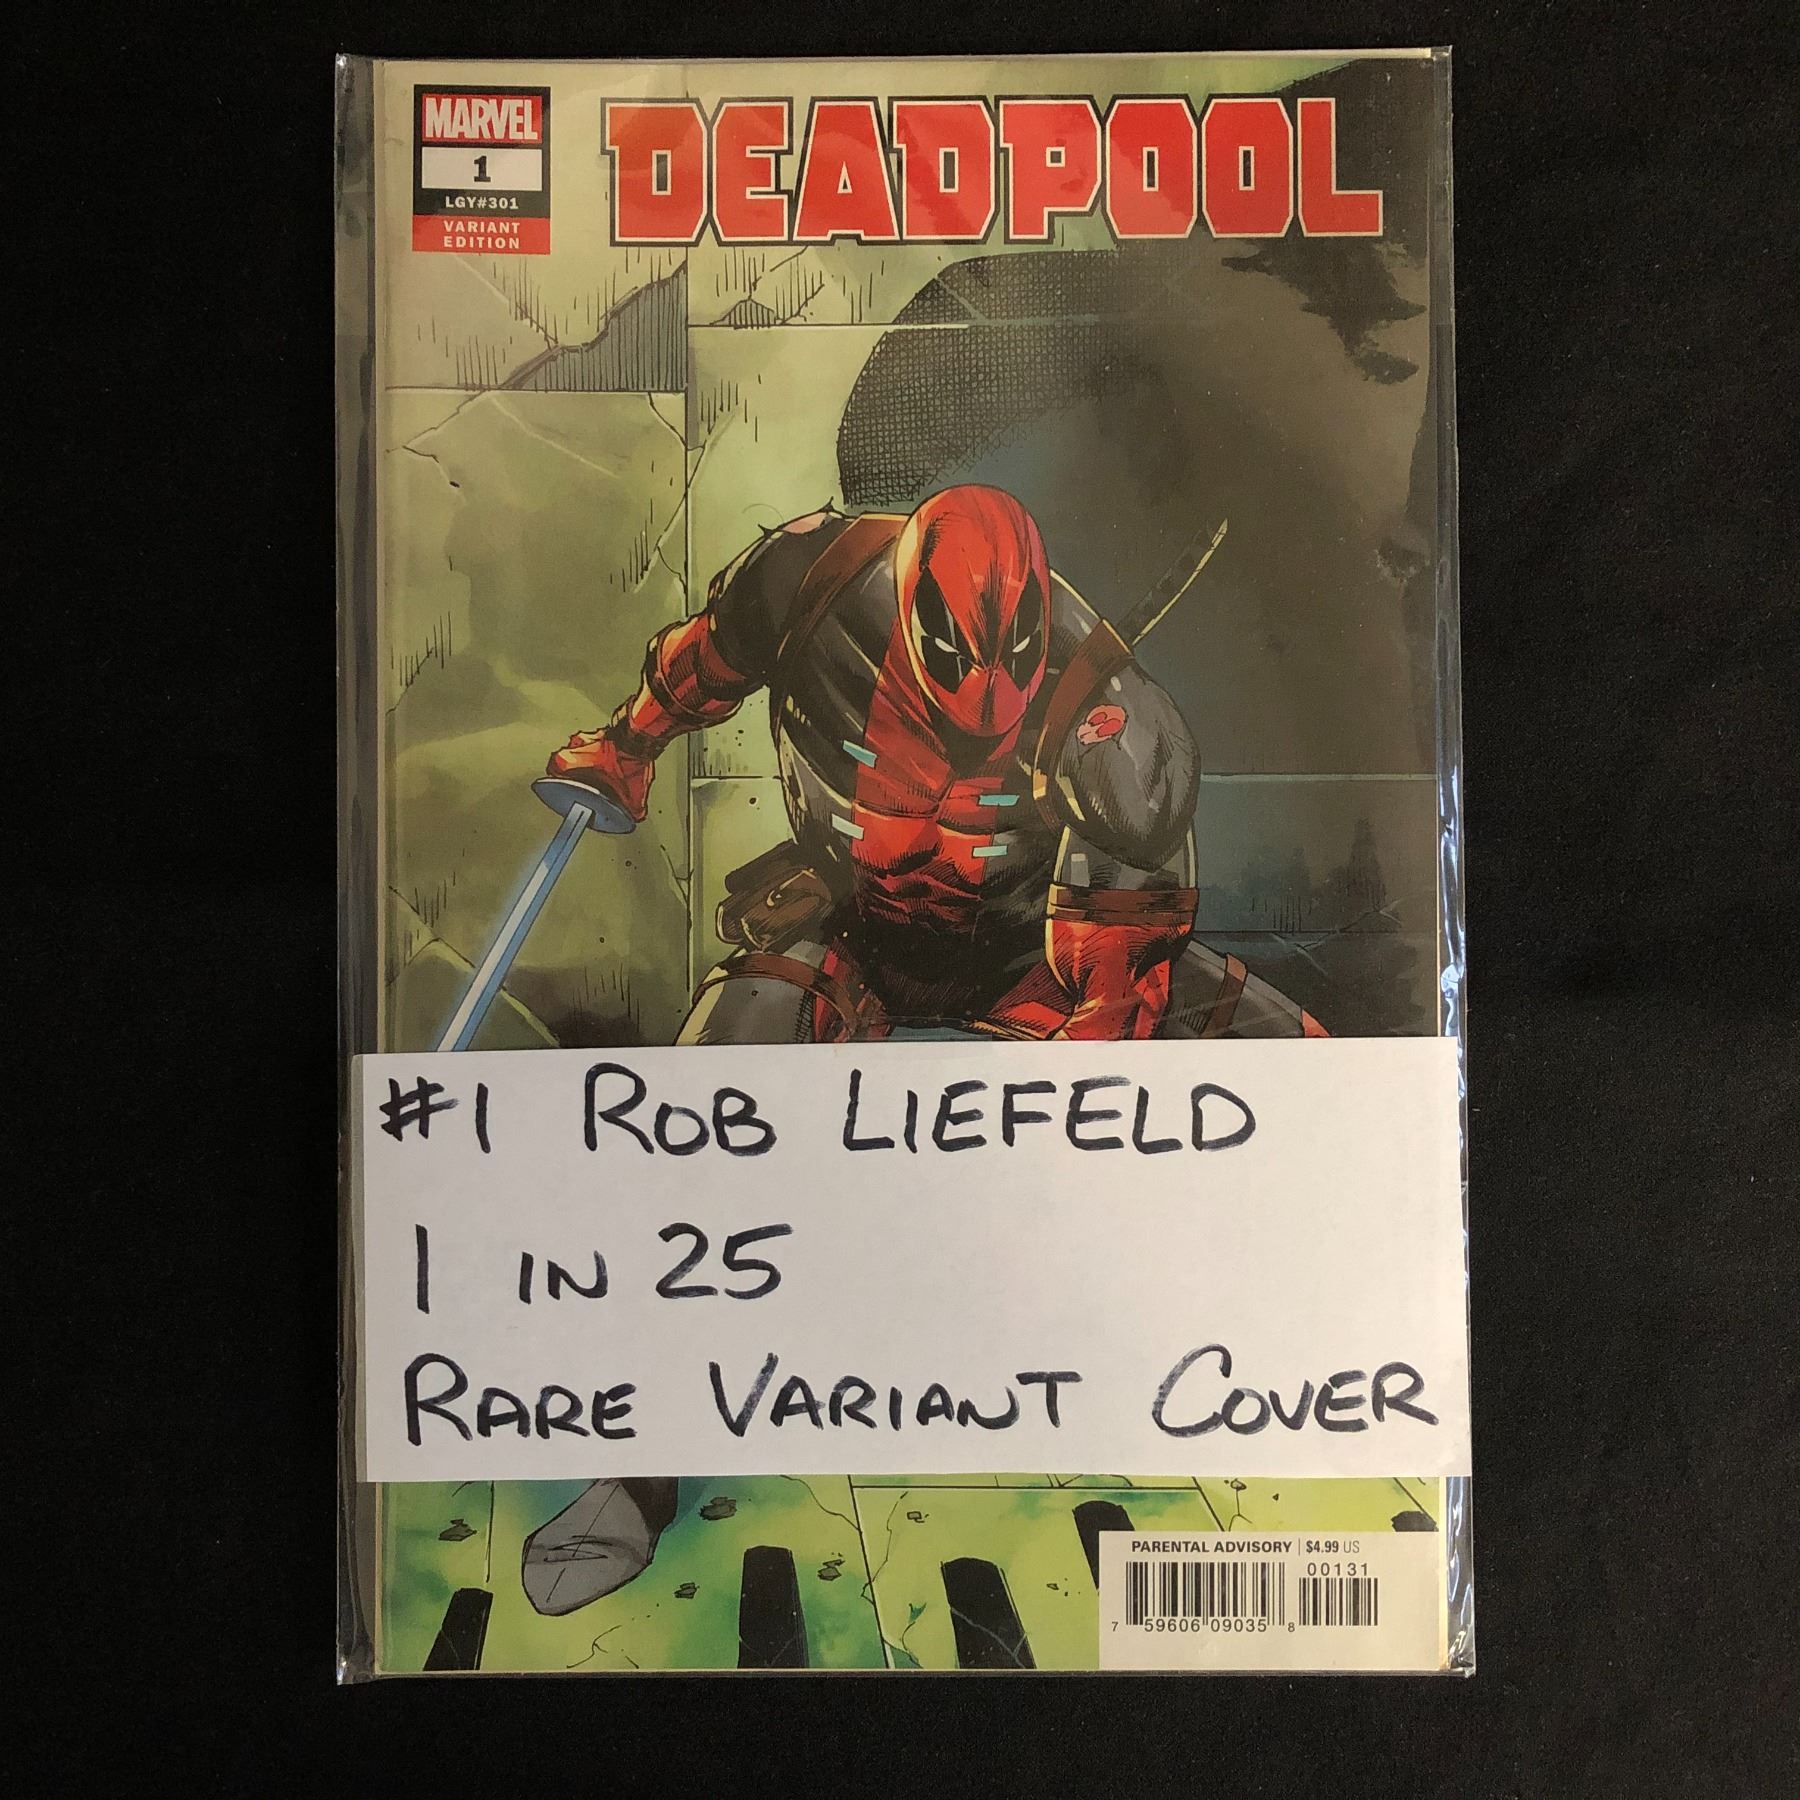 MARVEL
1
LGY#301
VARIANT
EDITION
DEADPOOL
#1 ROB LIEFELD
1 IN 25
RARE VARIANT COVER
PARENTAL ADVISORY | $4.99 US
00131
7 59606 09035 8